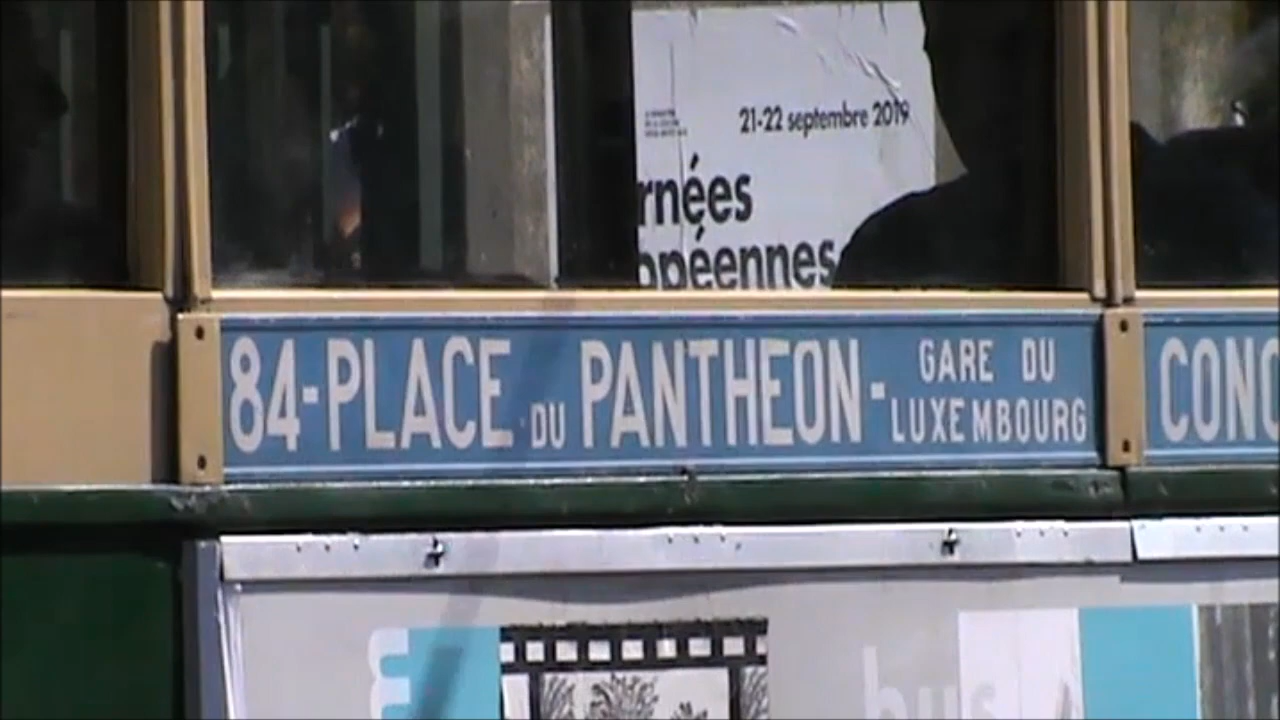 21-22 septembre 2019
rnées
opéennes
84-PLACE DU PANTHEON-GARE DU LUXEMBOURG
CONC
bus